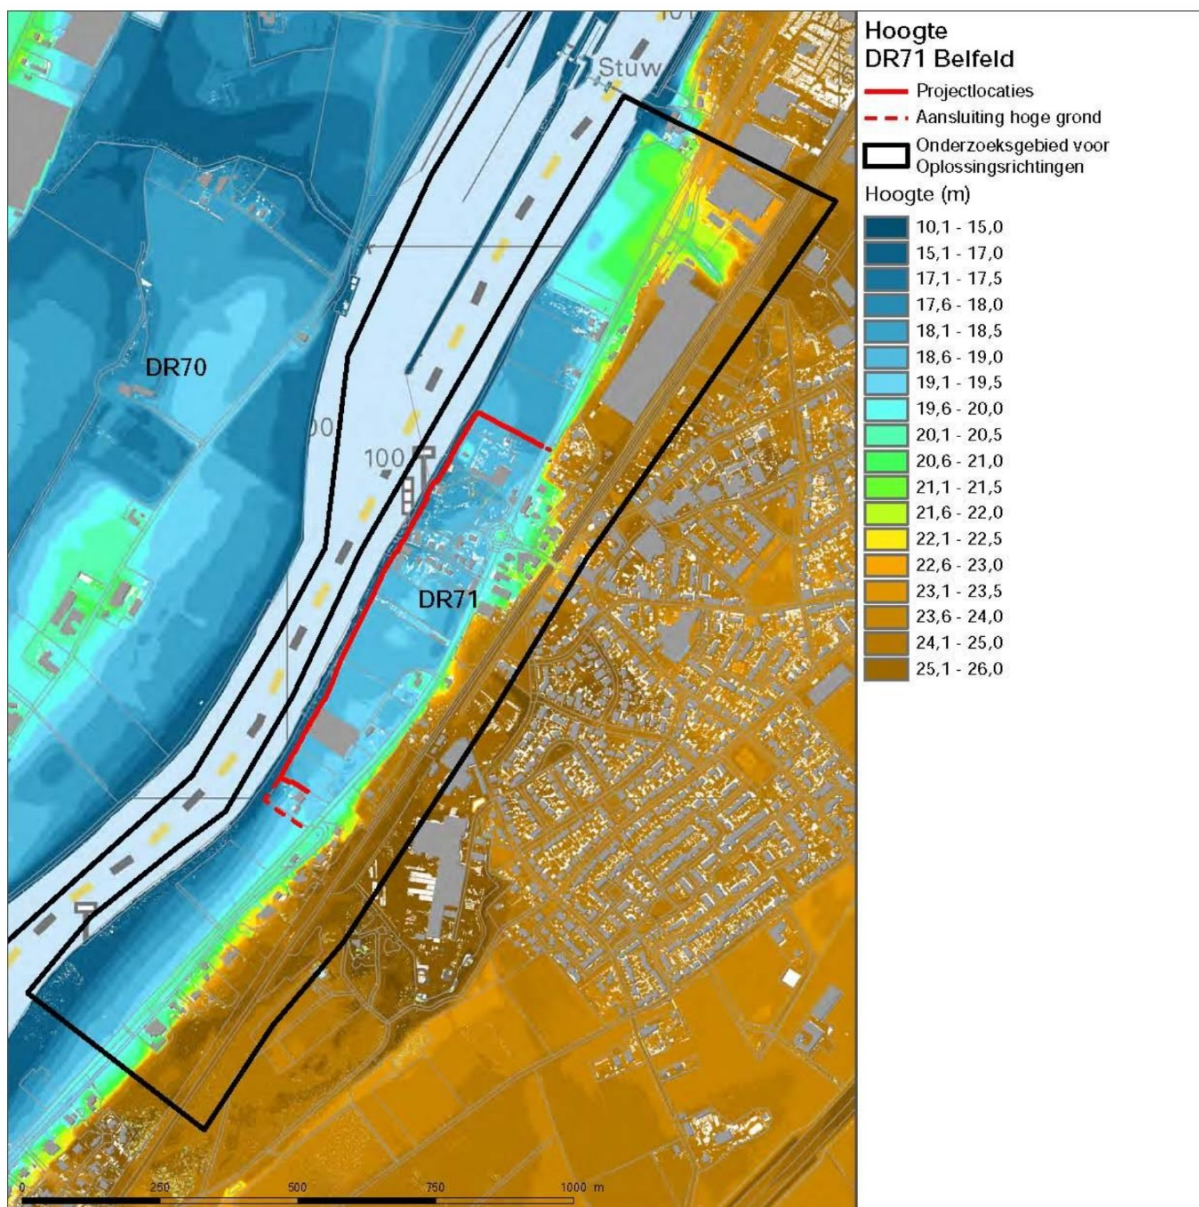 Hoogte
DR71 Belfeld
Projectlocaties
Aansluiting hoge grond
Onderzoeksgebied voor
Oplossingsrichtingen
Hoogte (m)
10,1 - 15,0
15,1 - 17,0
17,1 - 17,5
17,6 - 18,0
18,1 - 18,5
18,6 - 19,0
19,1 - 19,5
19,6 - 20,0
20,1 - 20,5
20,6 - 21,0
21,1 - 21,5
21,6 - 22,0
22,1 - 22,5
22,6 - 23,0
23,1 - 23,5
23,6 - 24,0
24,1 - 25,0
25,1 - 26,0
101
Stuw
DR70
100
DR71
0 250 500 750 1000 m